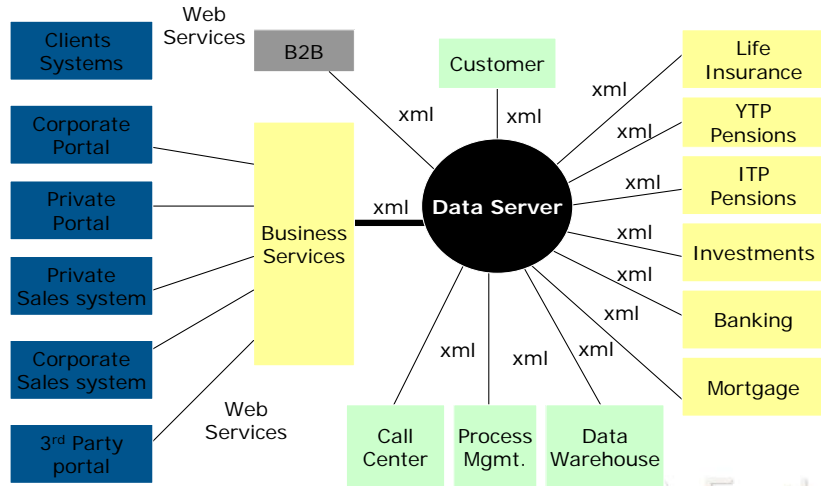 Web
Services
Clients
Systems
B2B
Customer
Life
Insurance
xml
xml
xml
Corporate
Portal
YTP
Pensions
xml
Private
Portal
Business
Services
xml
Data Server
xml
ITP
Pensions
xml
Investments
Private
Sales system
xml
Banking
xml
Corporate
Sales system
xml
xml
xml
Mortgage
Web
Services
3rd Party
portal
Call
Center
Process
Mgmt.
Data
Warehouse